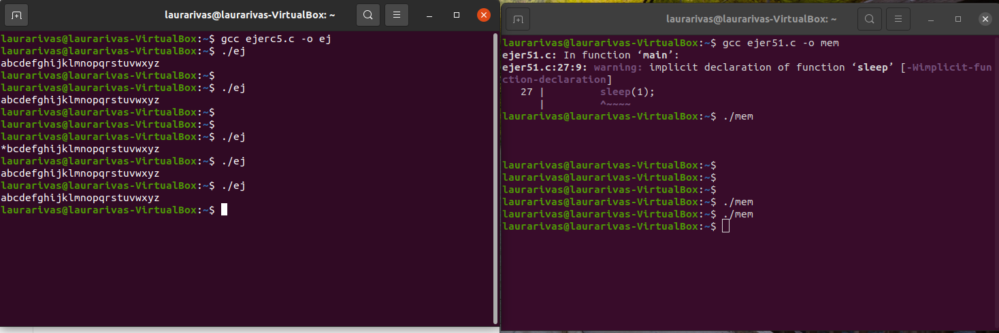 laurarivas@laurarivas-VirtualBox: ~
laurarivas@laurarivas-VirtualBox:~$ gcc ejerc5.c -o ej
laurarivas@laurarivas-VirtualBox:~$ ./ej
abcdefghijklmnopqrstuvwxyz
laurarivas@laurarivas-VirtualBox:~$
laurarivas@laurarivas-VirtualBox:~$ ./ej
abcdefghijklmnopqrstuvwxyz
laurarivas@laurarivas-VirtualBox:~$
laurarivas@laurarivas-VirtualBox:~$
laurarivas@laurarivas-VirtualBox:~$ ./ej
*bcdefghijklmnopqrstuvwxyz
laurarivas@laurarivas-VirtualBox:~$ ./ej
abcdefghijklmnopqrstuvwxyz
laurarivas@laurarivas-VirtualBox:~$ ./ej
abcdefghijklmnopqrstuvwxyz
laurarivas@laurarivas-VirtualBox:~$
laurarivas@laurarivas-VirtualBox: ~
laurarivas@laurarivas-VirtualBox:~$ gcc ejer51.c -o mem
ejer51.c: In function ‘main’:
ejer51.c:27:9: warning: implicit declaration of function ‘sleep’ [-Wimplicit-fun
ction-declaration]
27 |         sleep(1);
|         ^~~~~
laurarivas@laurarivas-VirtualBox:~$ ./mem
laurarivas@laurarivas-VirtualBox:~$
laurarivas@laurarivas-VirtualBox:~$
laurarivas@laurarivas-VirtualBox:~$
laurarivas@laurarivas-VirtualBox:~$ ./mem
laurarivas@laurarivas-VirtualBox:~$ ./mem
laurarivas@laurarivas-VirtualBox:~$